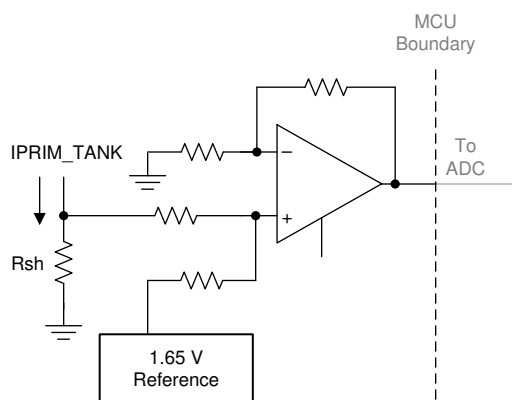 MCU
Boundary
IPRIM_TANK
To
ADC
−
+
Rsh
1.65 V
Reference